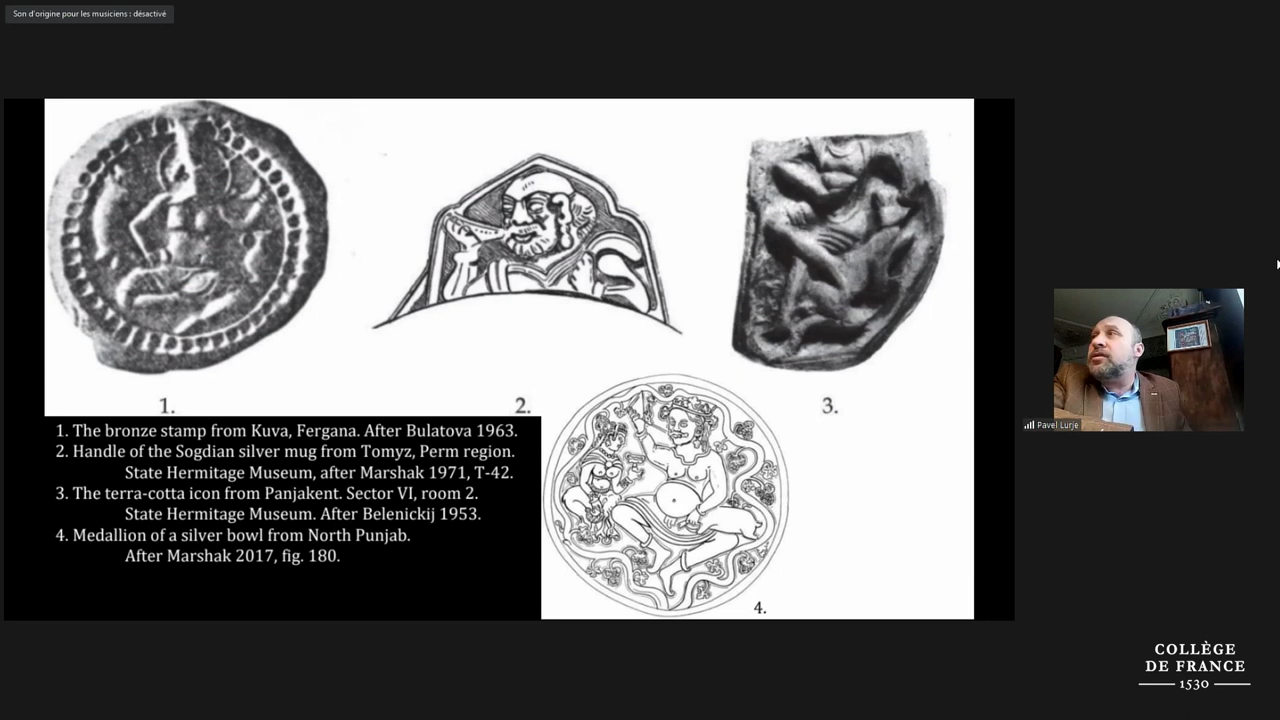 Son d'origine pour les musiciens : désactivé
1.
2.
3.
1. The bronze stamp from Kuva, Fergana. After Bulatova 1963.
2. Handle of the Sogdian silver mug from Tomyz, Perm region.
State Hermitage Museum, after Marshak 1971, T-42.
3. The terra-cotta icon from Panjakent. Sector VI, room 2.
State Hermitage Museum. After Belenickij 1953.
4. Medallion of a silver bowl from North Punjab.
After Marshak 2017, fig. 180.
4.
Pavel Lurje
COLLÈGE
DE FRANCE
1530